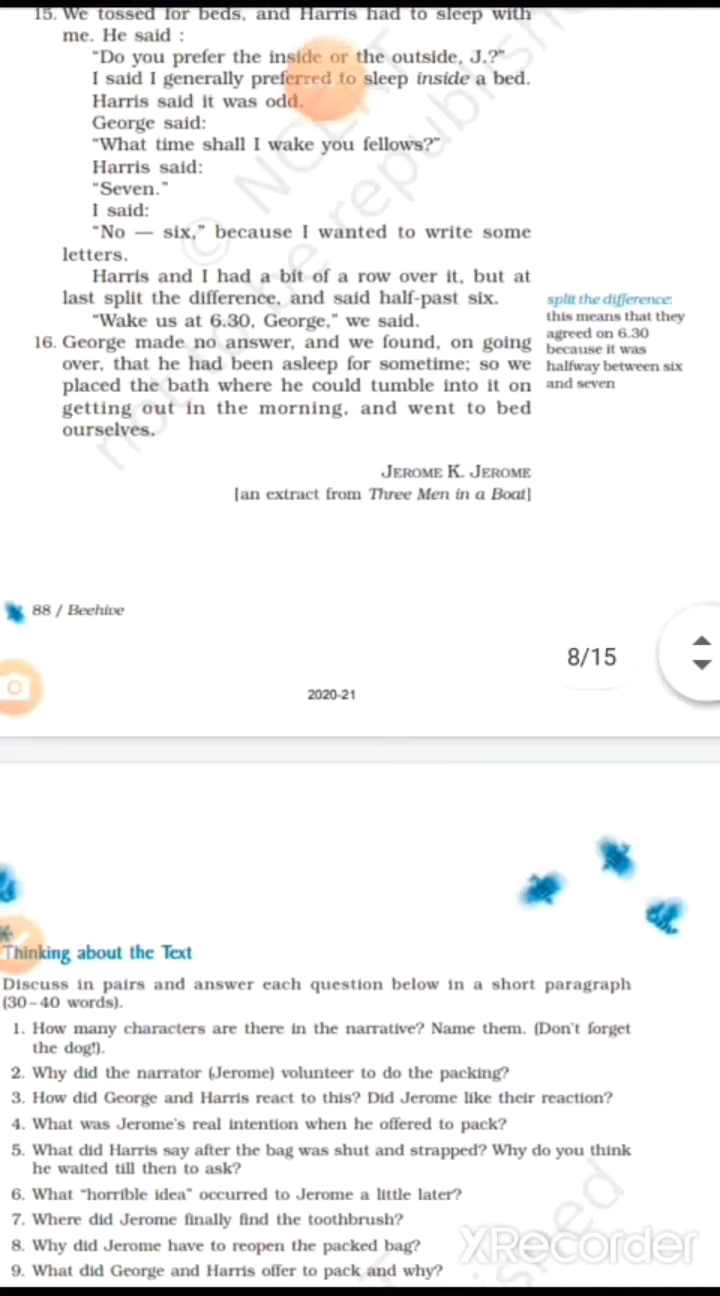 15. We tossed for beds, and Harris had to sleep with
me. He said :
"Do you prefer the inside or the outside, J.?"
I said I generally preferred to sleep inside a bed.
Harris said it was odd.
George said:
"What time shall I wake you fellows?"
Harris said:
"Seven."
I said:
"No — six," because I wanted to write some
letters.
Harris and I had a bit of a row over it, but at
last split the difference, and said half-past six.
"Wake us at 6.30, George," we said.
split the difference:
this means that they
agreed on 6.30
because it was
halfway between six
and seven
16. George made no answer, and we found, on going
over, that he had been asleep for sometime; so we
placed the bath where he could tumble into it on
getting out in the morning, and went to bed
ourselves.
JEROME K. JEROME
[an extract from Three Men in a Boat]
© NCERT
not to be republished
88 / Beehive
8/15
2020-21
Thinking about the Text
Discuss in pairs and answer each question below in a short paragraph
(30–40 words).
1. How many characters are there in the narrative? Name them. (Don't forget
the dog!).
2. Why did the narrator (Jerome) volunteer to do the packing?
3. How did George and Harris react to this? Did Jerome like their reaction?
4. What was Jerome's real intention when he offered to pack?
5. What did Harris say after the bag was shut and strapped? Why do you think
he waited till then to ask?
6. What "horrible idea" occurred to Jerome a little later?
7. Where did Jerome finally find the toothbrush?
8. Why did Jerome have to reopen the packed bag?
9. What did George and Harris offer to pack and why?
XRecorder